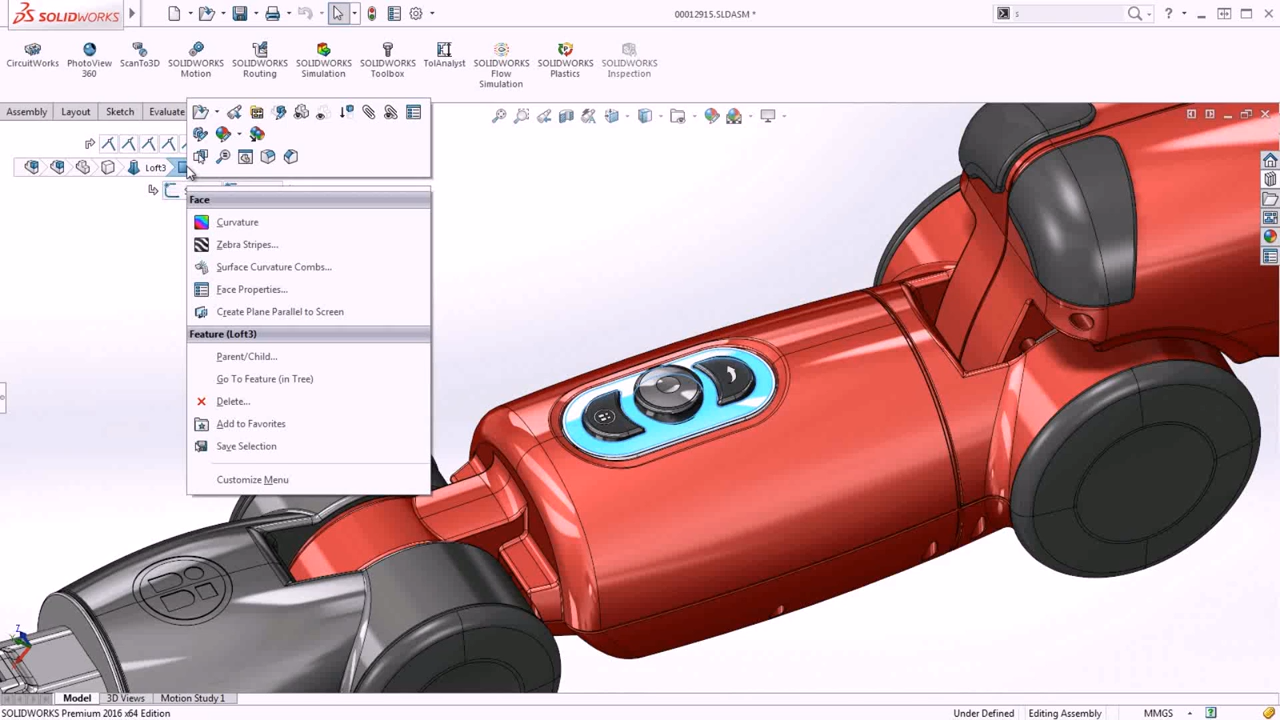 SOLIDWORKS
00012915.SLDASM *
s
CircuitWorks
PhotoView
360
ScanTo3D
SOLIDWORKS
Motion
SOLIDWORKS
Routing
SOLIDWORKS
Simulation
SOLIDWORKS
Toolbox
TolAnalyst
SOLIDWORKS
Flow
Simulation
SOLIDWORKS
Plastics
SOLIDWORKS
Inspection
Assembly
Layout
Sketch
Evaluate
Loft3
Face
Curvature
Zebra Stripes...
Surface Curvature Combs...
Face Properties...
Create Plane Parallel to Screen
Feature (Loft3)
Parent/Child...
Go To Feature (in Tree)
Delete...
Add to Favorites
Save Selection
Customize Menu
Z
Model
3D Views
Motion Study 1
SOLIDWORKS Premium 2016 x64 Edition
Under Defined
Editing Assembly
MMGS